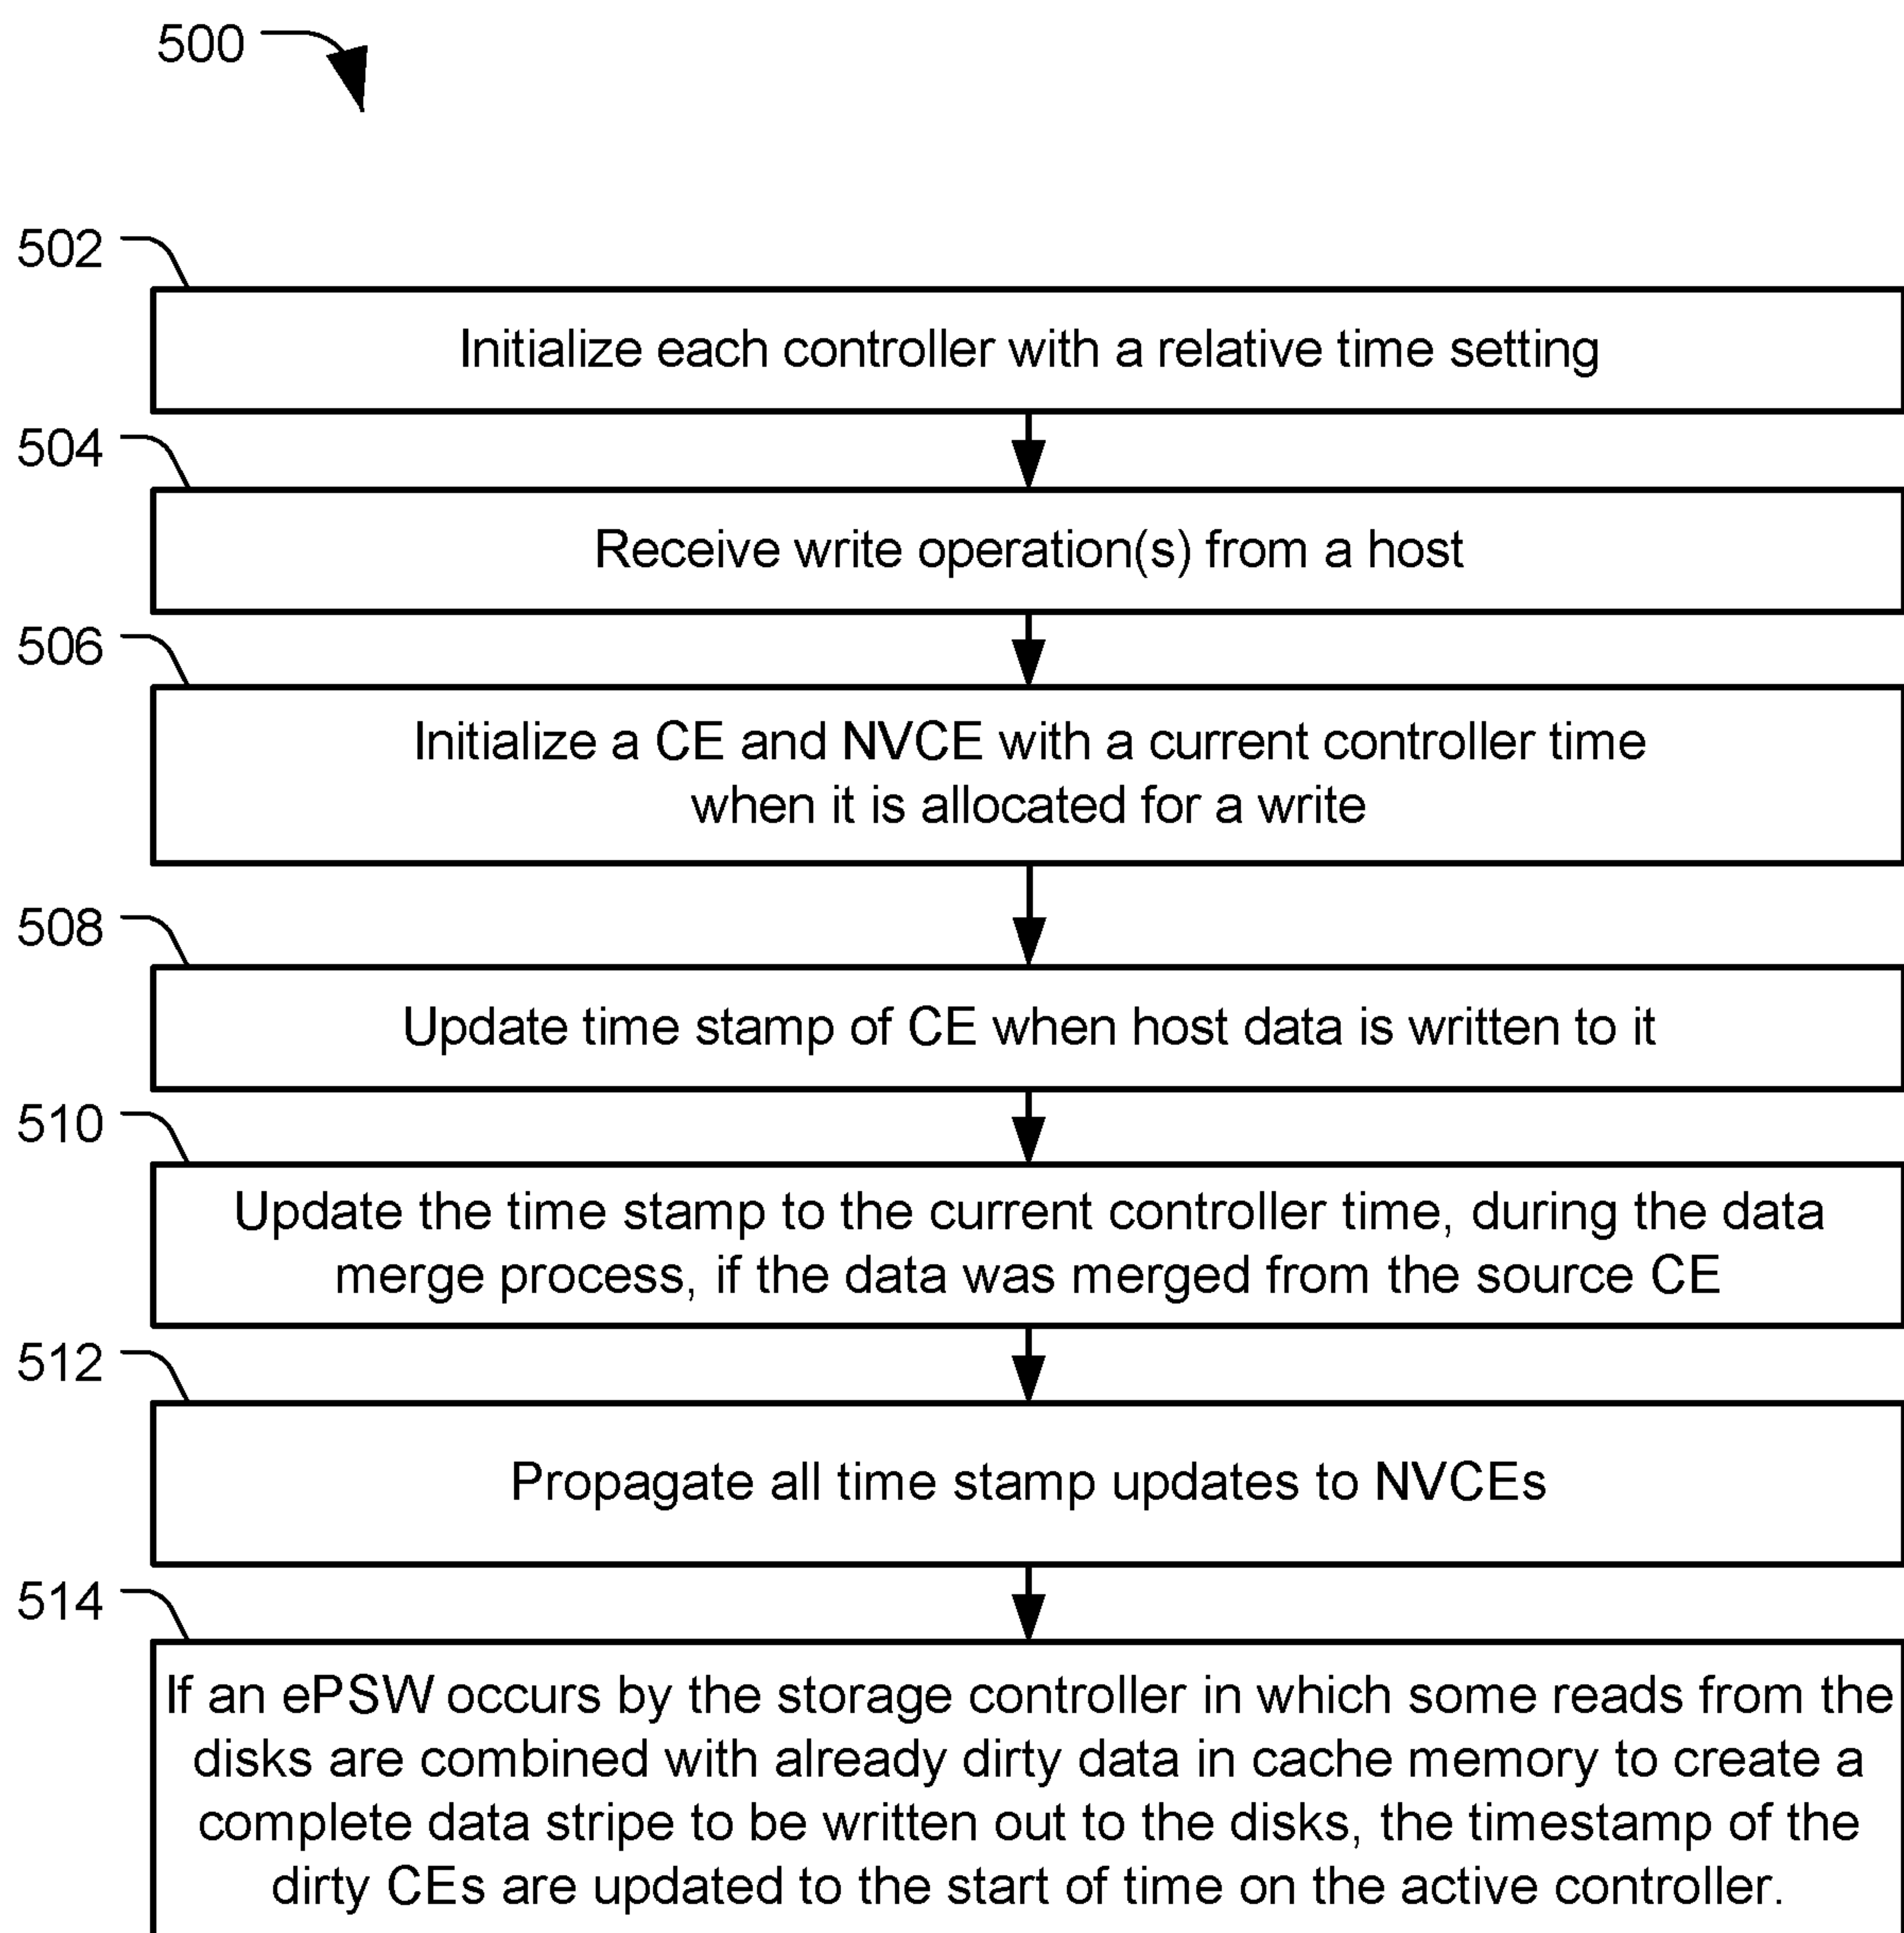 500
502
Initialize each controller with a relative time setting
504
Receive write operation(s) from a host
506
Initialize a CE and NVCE with a current controller time
when it is allocated for a write
508
Update time stamp of CE when host data is written to it
510
Update the time stamp to the current controller time, during the data
merge process, if the data was merged from the source CE
512
Propagate all time stamp updates to NVCEs
514
If an ePSW occurs by the storage controller in which some reads from the
disks are combined with already dirty data in cache memory to create a
complete data stripe to be written out to the disks, the timestamp of the
dirty CEs are updated to the start of time on the active controller.